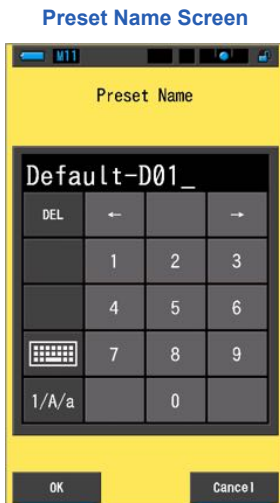 Preset Name Screen
M11
Preset Name
Default-D01_
DEL ← →
1 2 3
4 5 6
7 8 9
1/A/a 0
OK Cancel